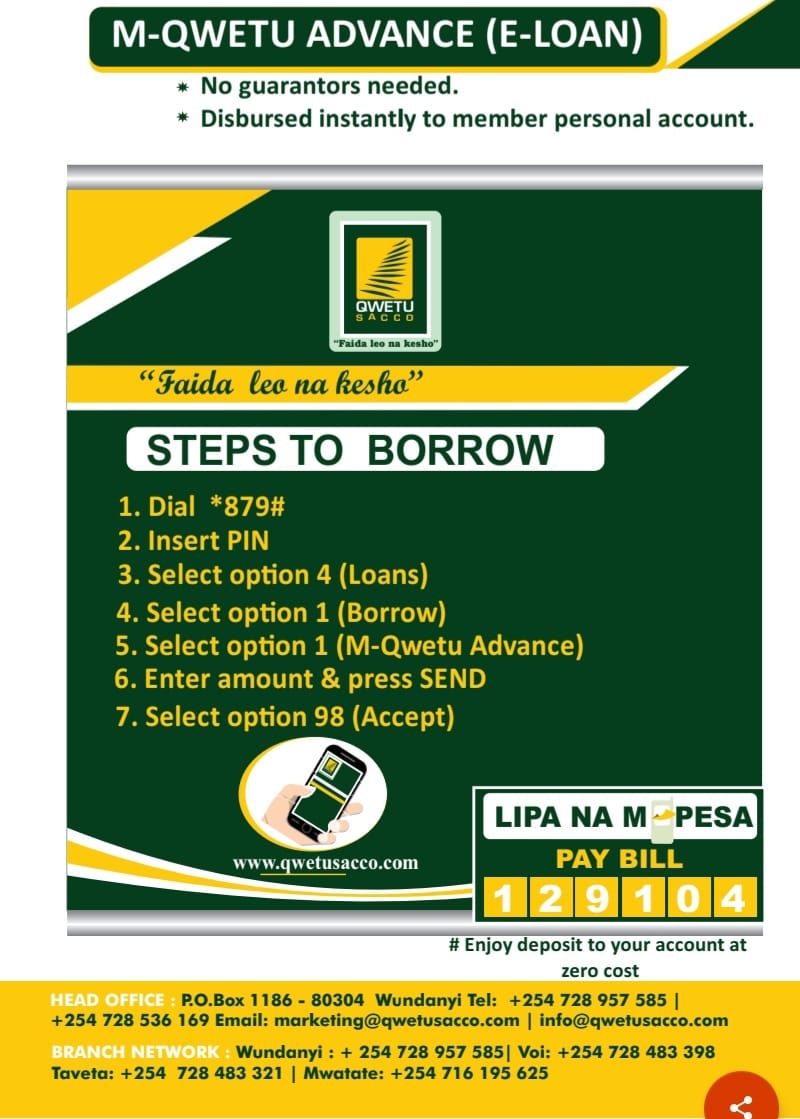 M-QWETU ADVANCE (E-LOAN)
* No guarantors needed.
* Disbursed instantly to member personal account.
QWETU
SACCO
"Faida leo na kesho"
"Faida leo na kesho"
STEPS TO BORROW
1. Dial *879#
2. Insert PIN
3. Select option 4 (Loans)
4. Select option 1 (Borrow)
5. Select option 1 (M-Qwetu Advance)
6. Enter amount & press SEND
7. Select option 98 (Accept)
www.qwetusacco.com
LIPA NA M PESA
PAY BILL
1 2 9 1 0 4
# Enjoy deposit to your account at
zero cost
HEAD OFFICE : P.O.Box 1186 - 80304 Wundanyi Tel: +254 728 957 585 |
+254 728 536 169 Email: marketing@qwetusacco.com | info@qwetusacco.com
BRANCH NETWORK : Wundanyi : + 254 728 957 585| Voi: +254 728 483 398
Taveta: +254 728 483 321 | Mwatate: +254 716 195 625